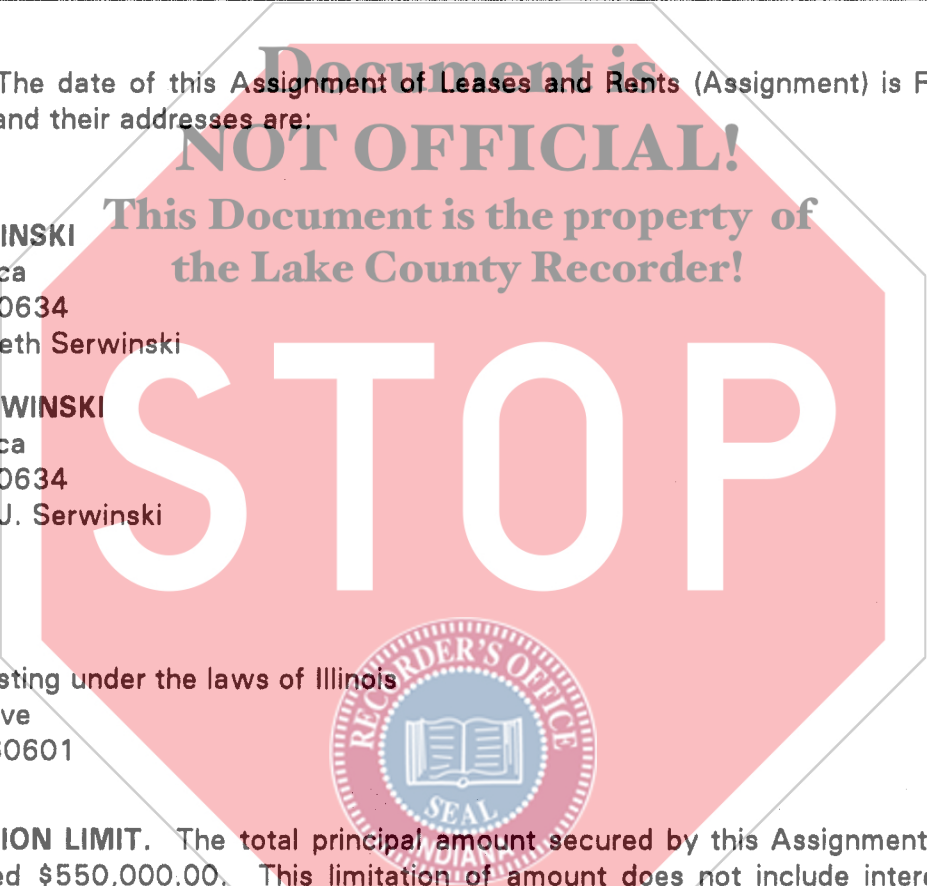 Document is
The date of this Assignment of Leases and Rents (Assignment) is F
and their addresses are:
NOT OFFICIAL!
This Document is the property of
INSKI
ca
the Lake County Recorder!
0634
eth Serwinski
STOP
WINSKI
ca
0634
J. Serwinski
sting under the laws of Illinois
ve
60601
RECORDER'S OFFICE
SEAL
INDIANA
ION LIMIT. The total principal amount secured by this Assignment
ed $550,000.00. This limitation of amount does not include intere